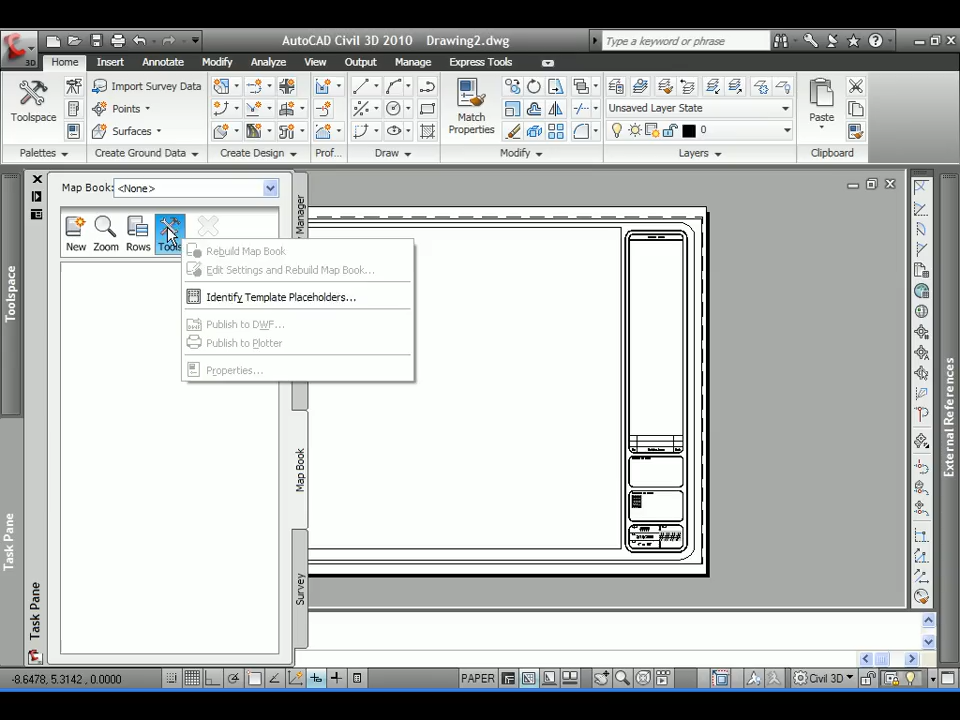 AutoCAD Civil 3D 2010 Drawing2.dwg
Type a keyword or phrase
3D
Home Insert Annotate Modify Analyze View Output Manage Express Tools
Toolspace
Import Survey Data
Points
Surfaces
Match
Properties
Unsaved Layer State
0
Paste
Palettes
Create Ground Data
Create Design
Prof...
Draw
Modify
Layers
Clipboard
Map Book:
<None>
New Zoom Rows Tools
Rebuild Map Book
Edit Settings and Rebuild Map Book...
Identify Template Placeholders...
Publish to DWF...
Publish to Plotter
Properties...
Manager
Map Book
Survey
Toolspace
Task Pane
Task Pane
External References
####
-8.6478, 5.3142 , 0.0000
PAPER
Civil 3D